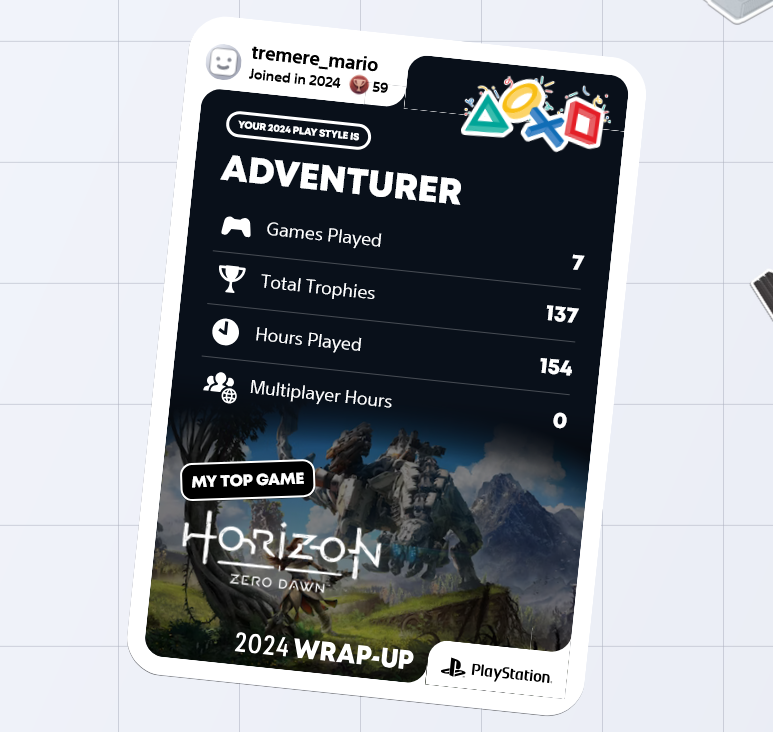 tremere_mario
Joined in 2024 59
YOUR 2024 PLAY STYLE IS
ADVENTURER
Games Played 7
Total Trophies 137
Hours Played 154
Multiplayer Hours 0
MY TOP GAME
HORIZON
ZERO DAWN
2024 WRAP-UP
PlayStation.